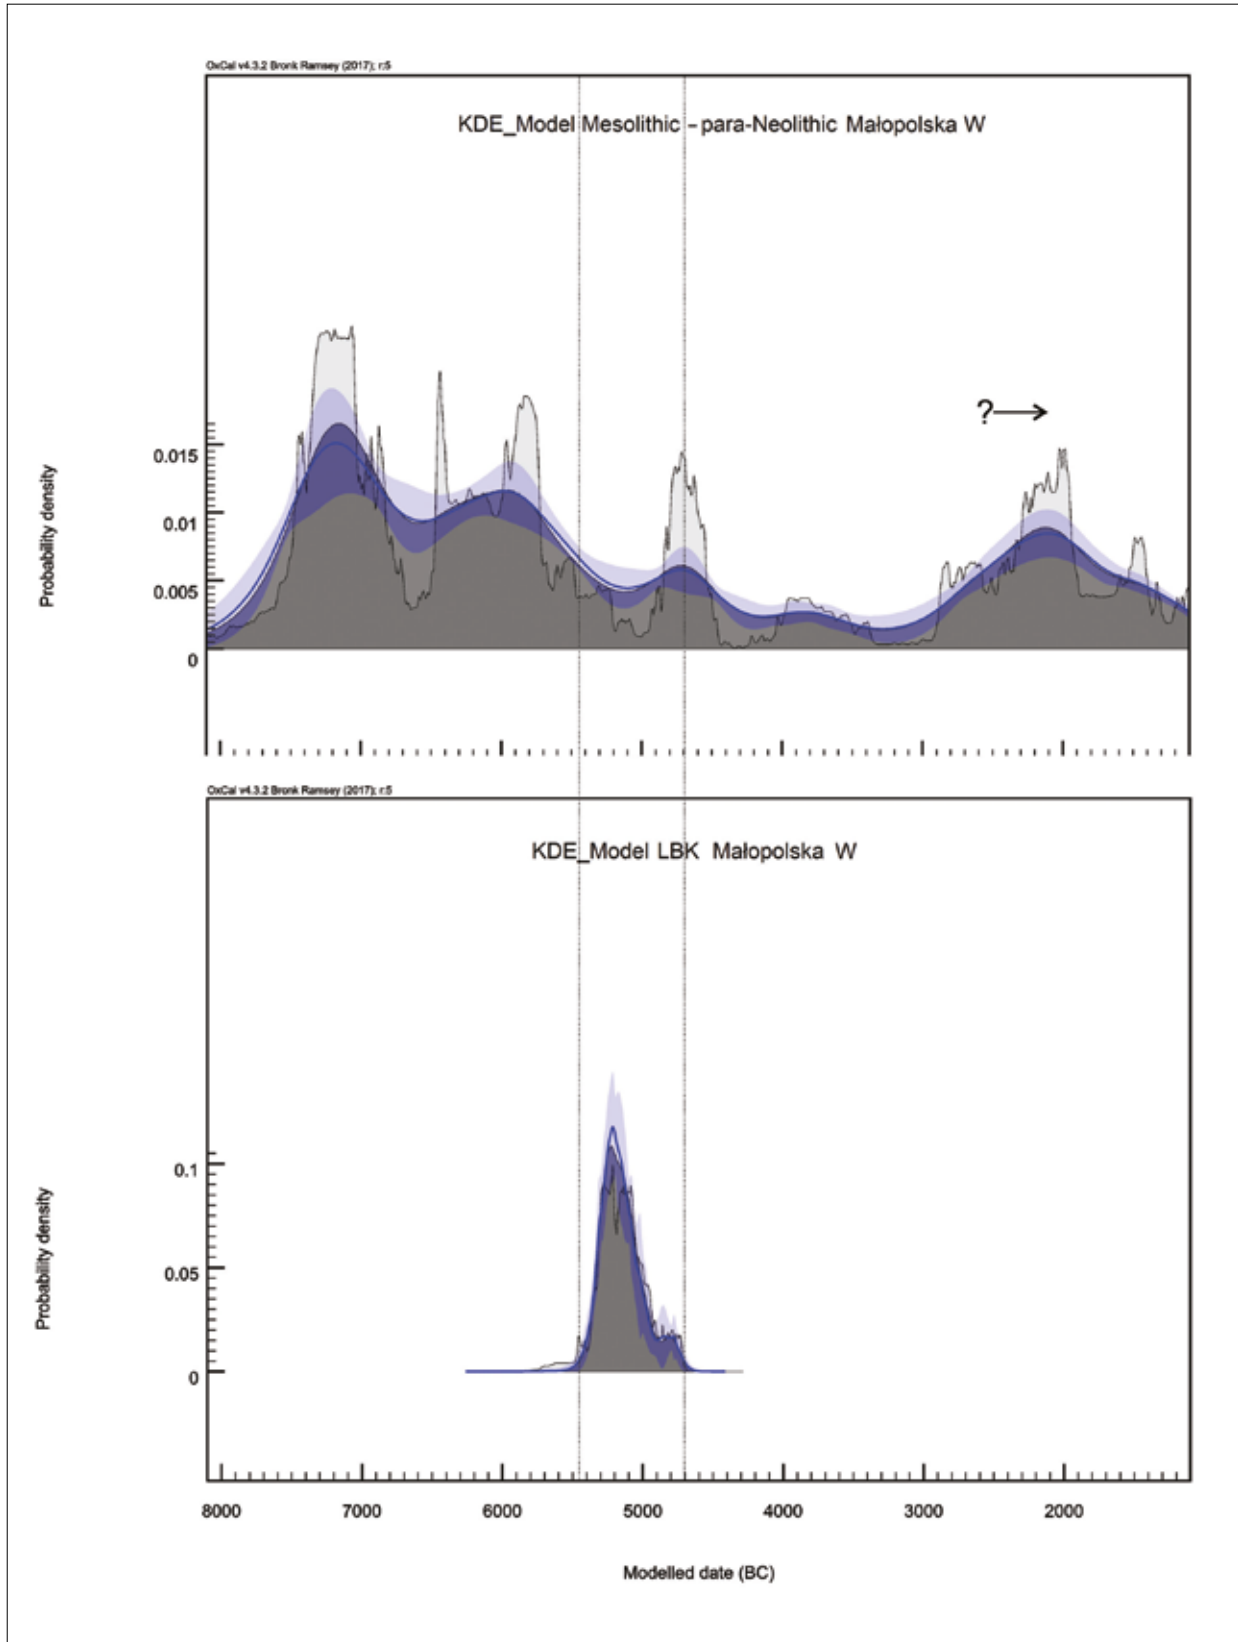 OxCal v4.3.2 Bronk Ramsey (2017); r:5
KDE_Model Mesolithic – para-Neolithic Małopolska W
?
0.015
0.01
0.005
0
Probability density
OxCal v4.3.2 Bronk Ramsey (2017); r:5
KDE_Model LBK Małopolska W
0.1
0.05
0
Probability density
8000 7000 6000 5000 4000 3000 2000
Modelled date (BC)